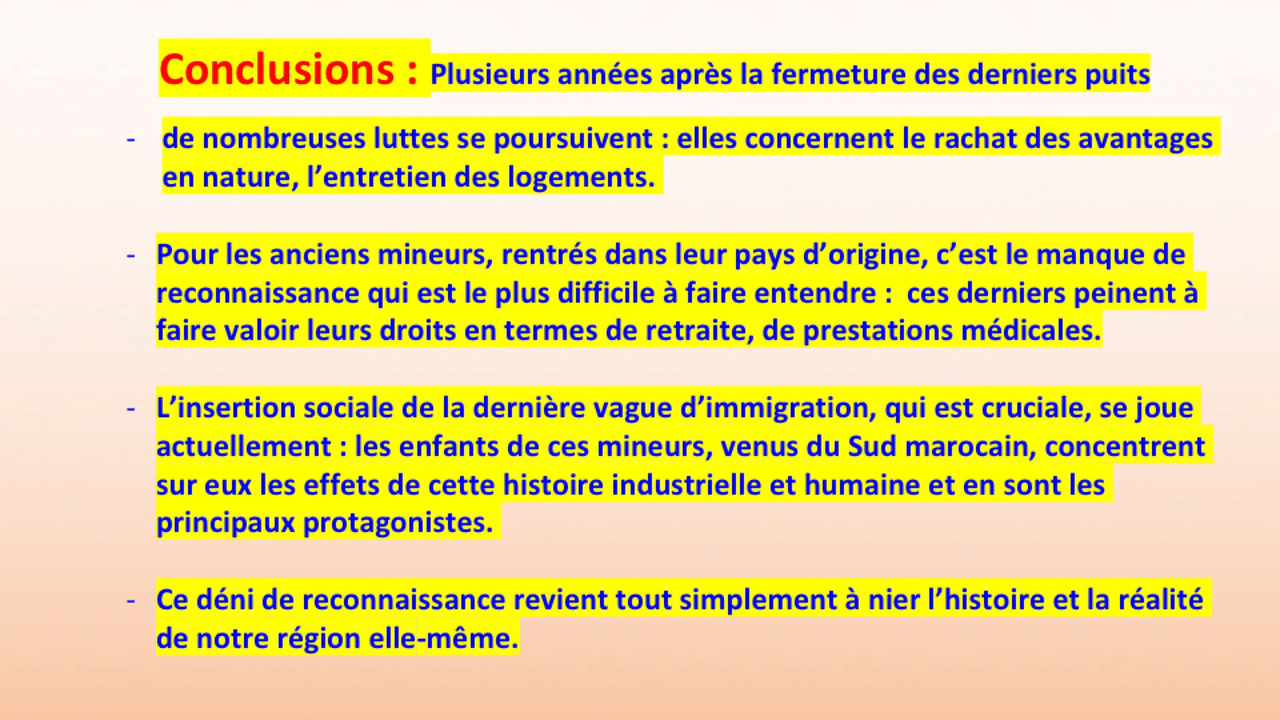 Conclusions : Plusieurs années après la fermeture des derniers puits
- de nombreuses luttes se poursuivent : elles concernent le rachat des avantages
en nature, l’entretien des logements.
- Pour les anciens mineurs, rentrés dans leur pays d’origine, c’est le manque de
reconnaissance qui est le plus difficile à faire entendre : ces derniers peinent à
faire valoir leurs droits en termes de retraite, de prestations médicales.
- L’insertion sociale de la dernière vague d’immigration, qui est cruciale, se joue
actuellement : les enfants de ces mineurs, venus du Sud marocain, concentrent
sur eux les effets de cette histoire industrielle et humaine et en sont les
principaux protagonistes.
- Ce déni de reconnaissance revient tout simplement à nier l’histoire et la réalité
de notre région elle-même.